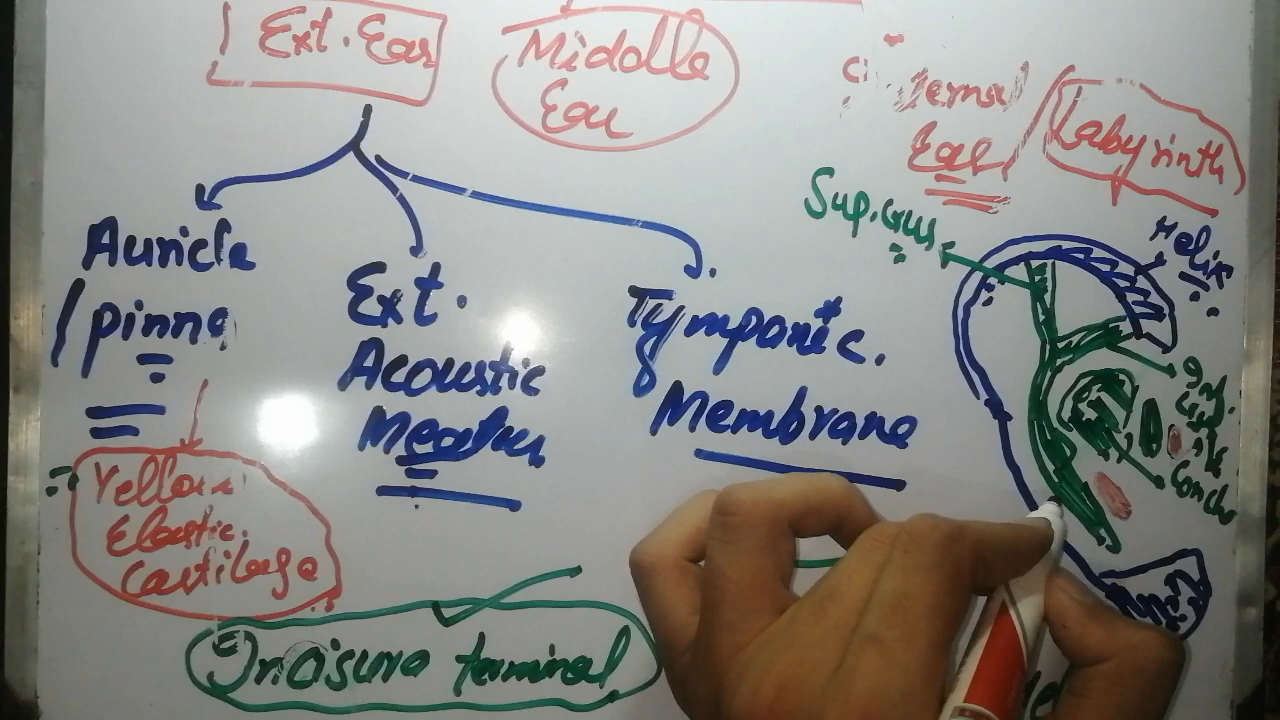 Ext. Ear
Middle
Ear
ternal
Ear / Labyrinth
Sup. Crus
Helix
Auricle
/ pinna
Ext.
Acoustic
Meatus
Tympanic.
Membrane
Concha
Yellow
Elastic.
Cartilage
Incisura terminal